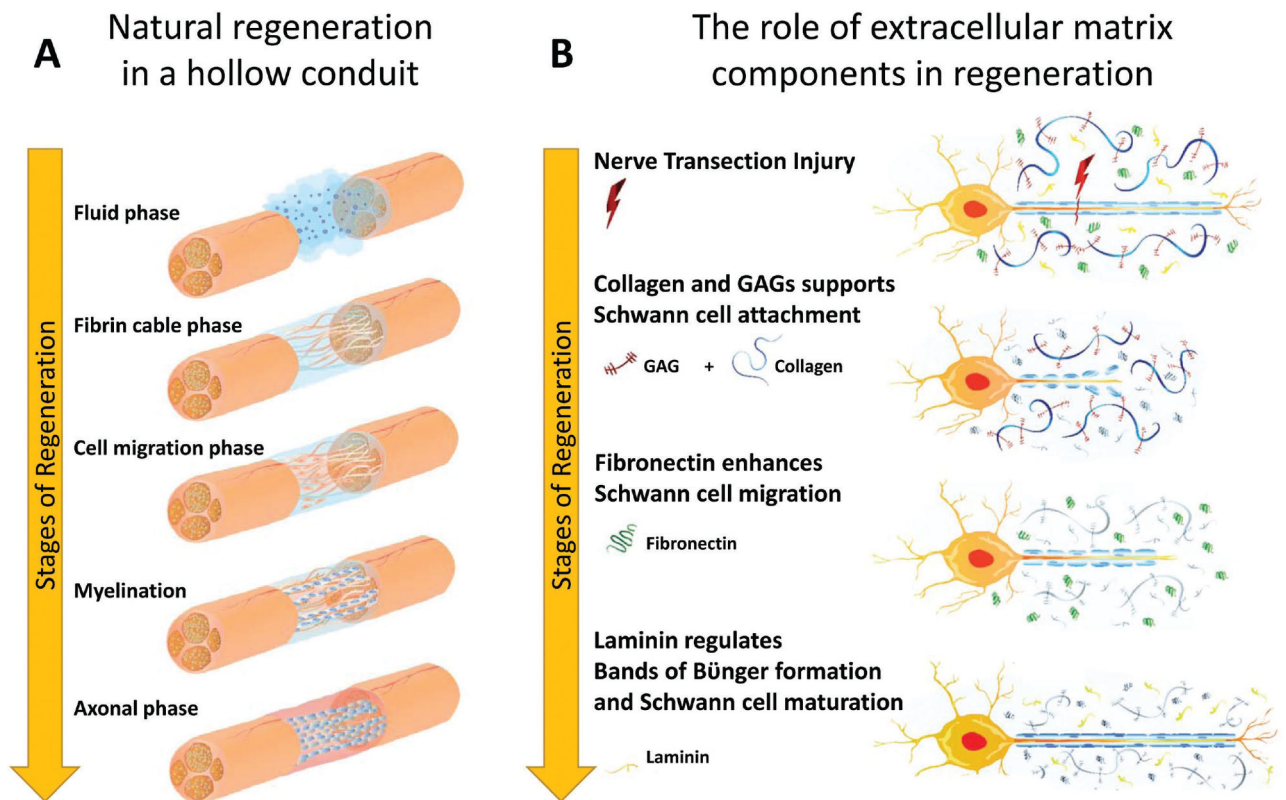 A
Natural regeneration
in a hollow conduit
Stages of Regeneration
Fluid phase
Fibrin cable phase
Cell migration phase
Myelination
Axonal phase
B
The role of extracellular matrix
components in regeneration
Stages of Regeneration
Nerve Transection Injury
Collagen and GAGs supports
Schwann cell attachment
GAG + Collagen
Fibronectin enhances
Schwann cell migration
Fibronectin
Laminin regulates
Bands of Büngner formation
and Schwann cell maturation
Laminin